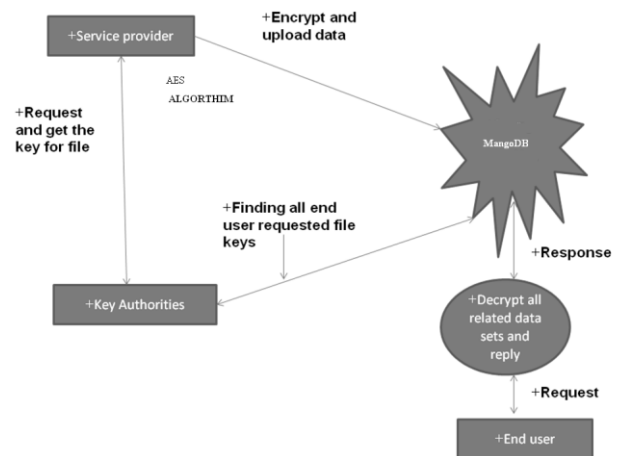 +Encrypt and
upload data
+Service provider
AES
ALGORTHIM
+Request
and get the
key for file
MangoDB
+Finding all end
user requested file
keys
+Response
+Key Authorities
+Decrypt all
related data
sets and
reply
+Request
+End user